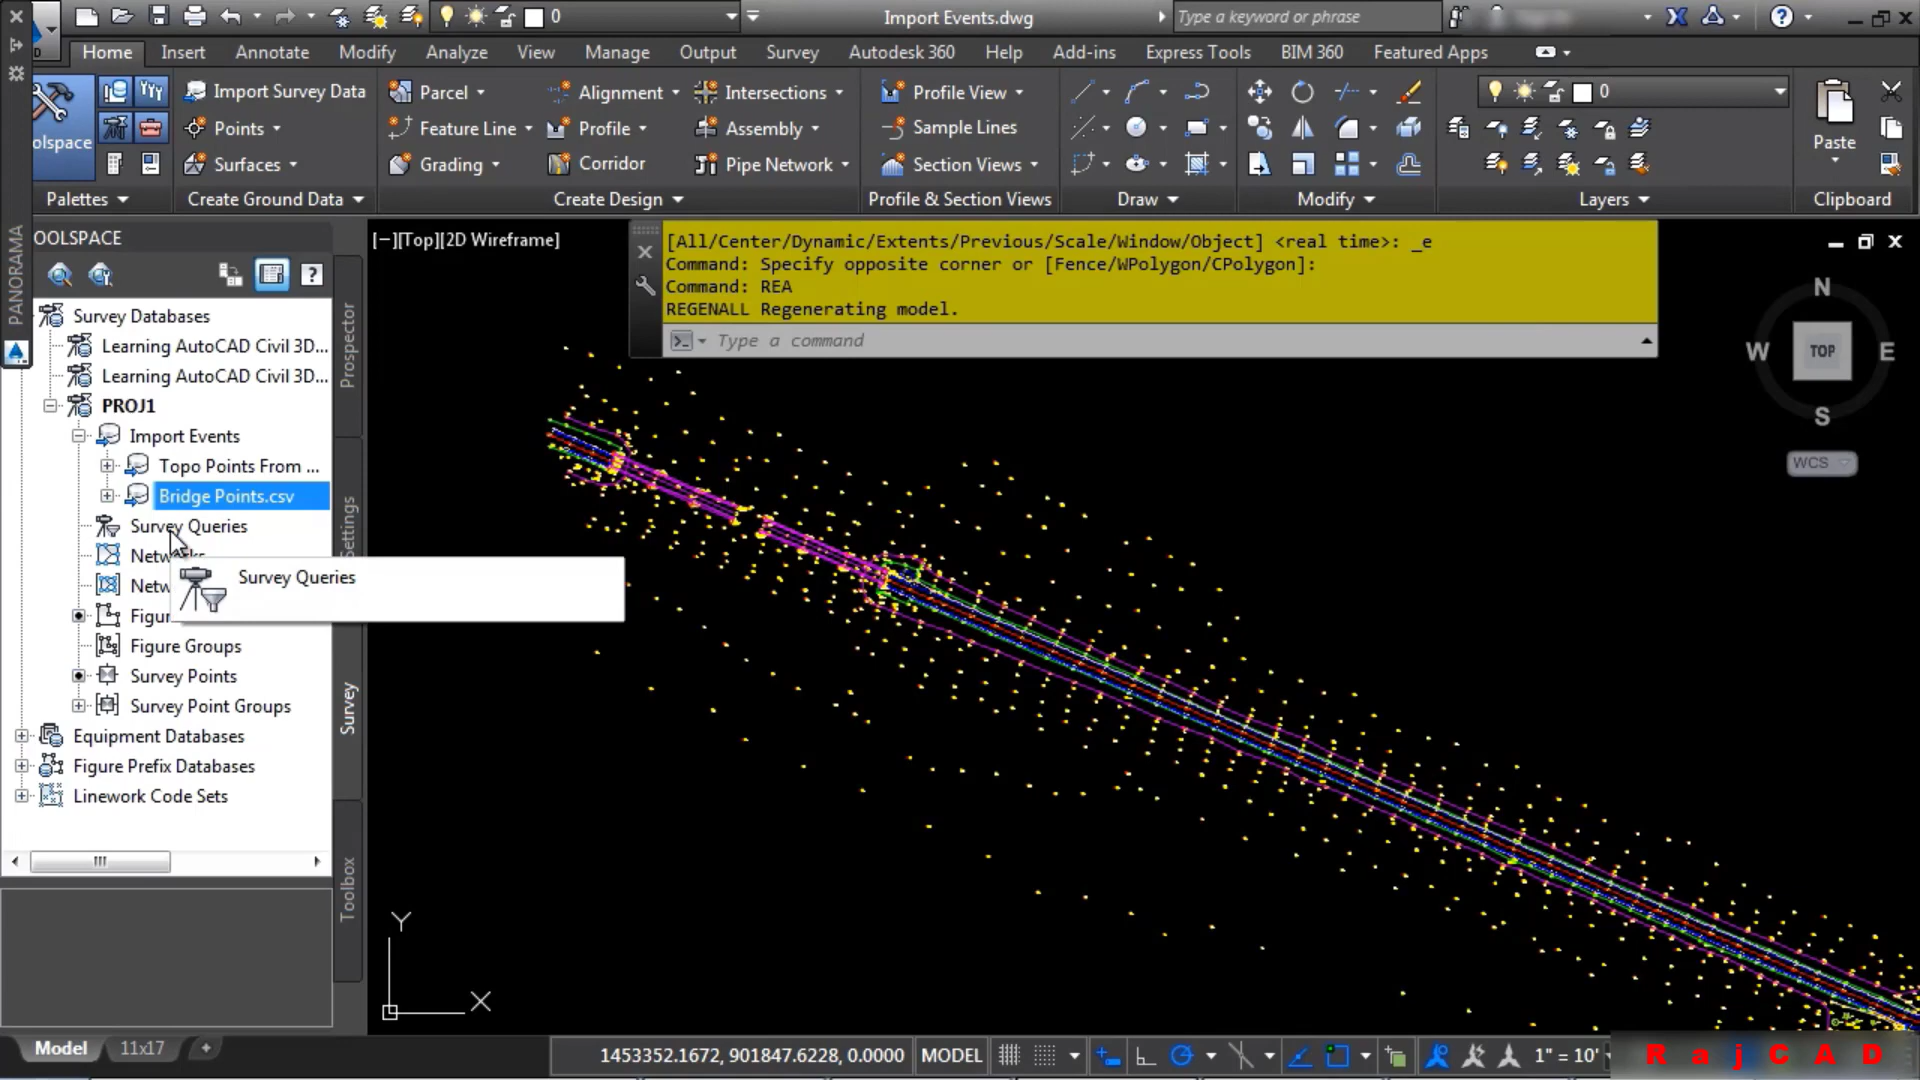 0
Import Events.dwg
Type a keyword or phrase
Home Insert Annotate Modify Analyze View Manage Output Survey Autodesk 360 Help Add-ins Express Tools BIM 360 Featured Apps
olspace
Import Survey Data
Points
Surfaces
Parcel
Feature Line
Grading
Alignment
Profile
Corridor
Intersections
Assembly
Pipe Network
Profile View
Sample Lines
Section Views
0
Paste
Palettes
Create Ground Data
Create Design
Profile & Section Views
Draw
Modify
Layers
Clipboard
PANORAMA
OOLSPACE
Survey Databases
Learning AutoCAD Civil 3D...
Learning AutoCAD Civil 3D...
PROJ1
Import Events
Topo Points From ...
Bridge Points.csv
Survey Queries
Netw
Survey Queries
Netw
Figur
Figure Groups
Survey Points
Survey Point Groups
Equipment Databases
Figure Prefix Databases
Linework Code Sets
Prospector
Settings
Survey
Toolbox
[−][Top][2D Wireframe]
[All/Center/Dynamic/Extents/Previous/Scale/Window/Object] <real time>: _e
Command: Specify opposite corner or [Fence/WPolygon/CPolygon]:
Command: REA
REGENALL Regenerating model.
Type a command
N
W TOP E
S
WCS
Y
X
Model 11x17 +
1453352.1672, 901847.6228, 0.0000 MODEL 1" = 10'
RajCAD